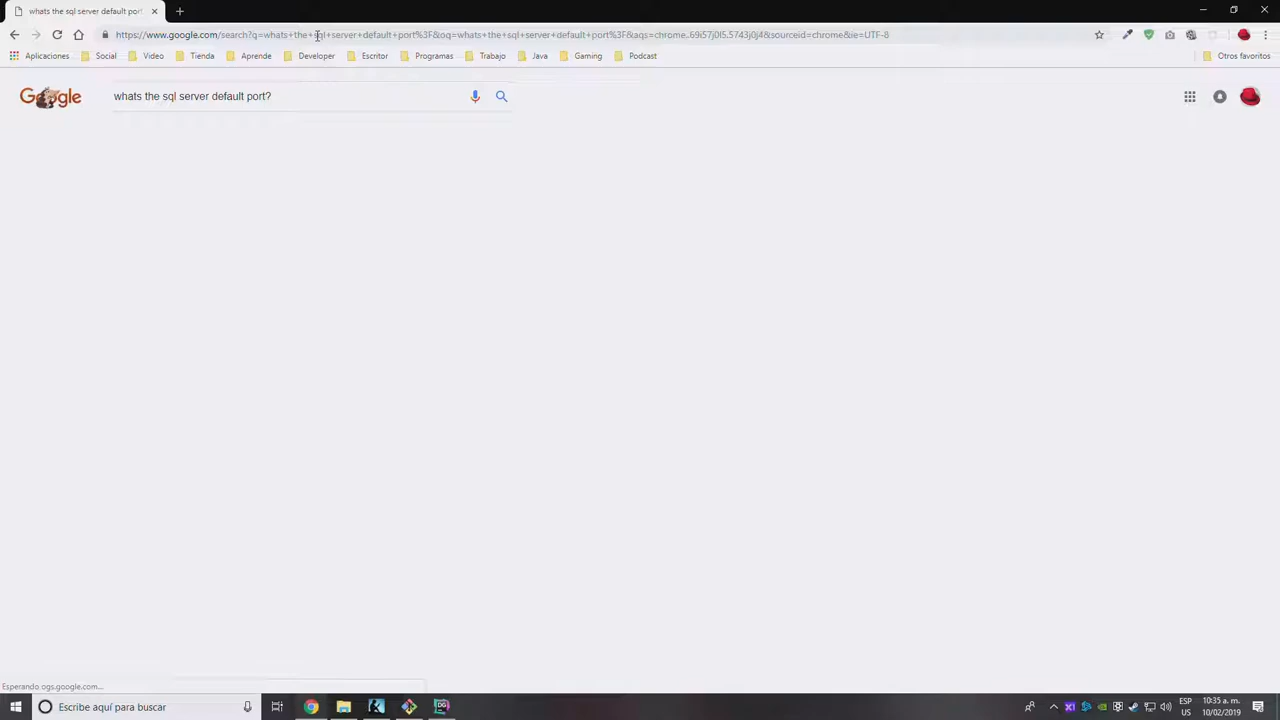 whats the sql server default port
https://www.google.com/search?q=whats+the+sql+server+default+port%3F&oq=whats+the+sql+server+default+port%3F&aqs=chrome..69i57j0l5.5743j0j4&sourceid=chrome&ie=UTF-8
Aplicaciones Social Video Tienda Aprende Developer Escritor Programas Trabajo Java Gaming Podcast Otros favoritos
Google whats the sql server default port?
Esperando ogs.google.com...
Escribe aquí para buscar DG ESP US 10:35 a. m. 10/02/2019